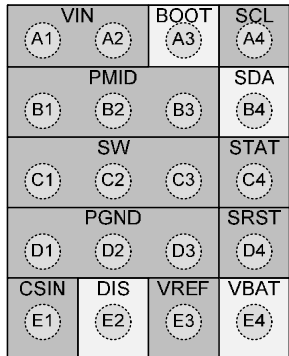 VIN BOOT SCL
A1 A2 A3 A4
PMID SDA
B1 B2 B3 B4
SW STAT
C1 C2 C3 C4
PGND SRST
D1 D2 D3 D4
CSIN DIS VREF VBAT
E1 E2 E3 E4